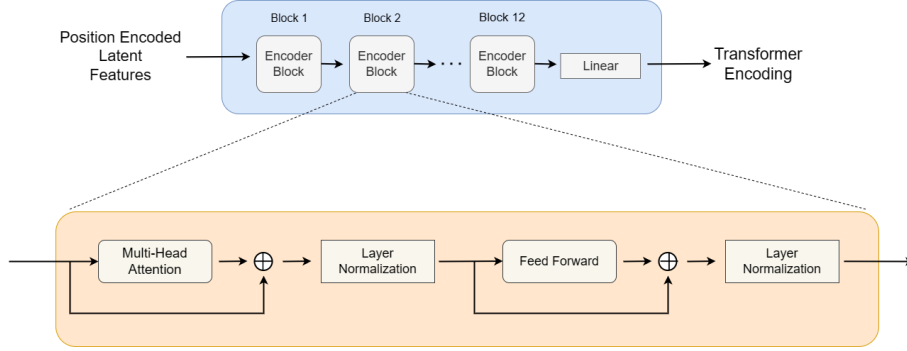 Block 1
Block 2
Block 12
Position Encoded
Latent
Features
Encoder
Block
Encoder
Block
...
Encoder
Block
Linear
Transformer
Encoding
Multi-Head
Attention
Layer
Normalization
Feed Forward
Layer
Normalization